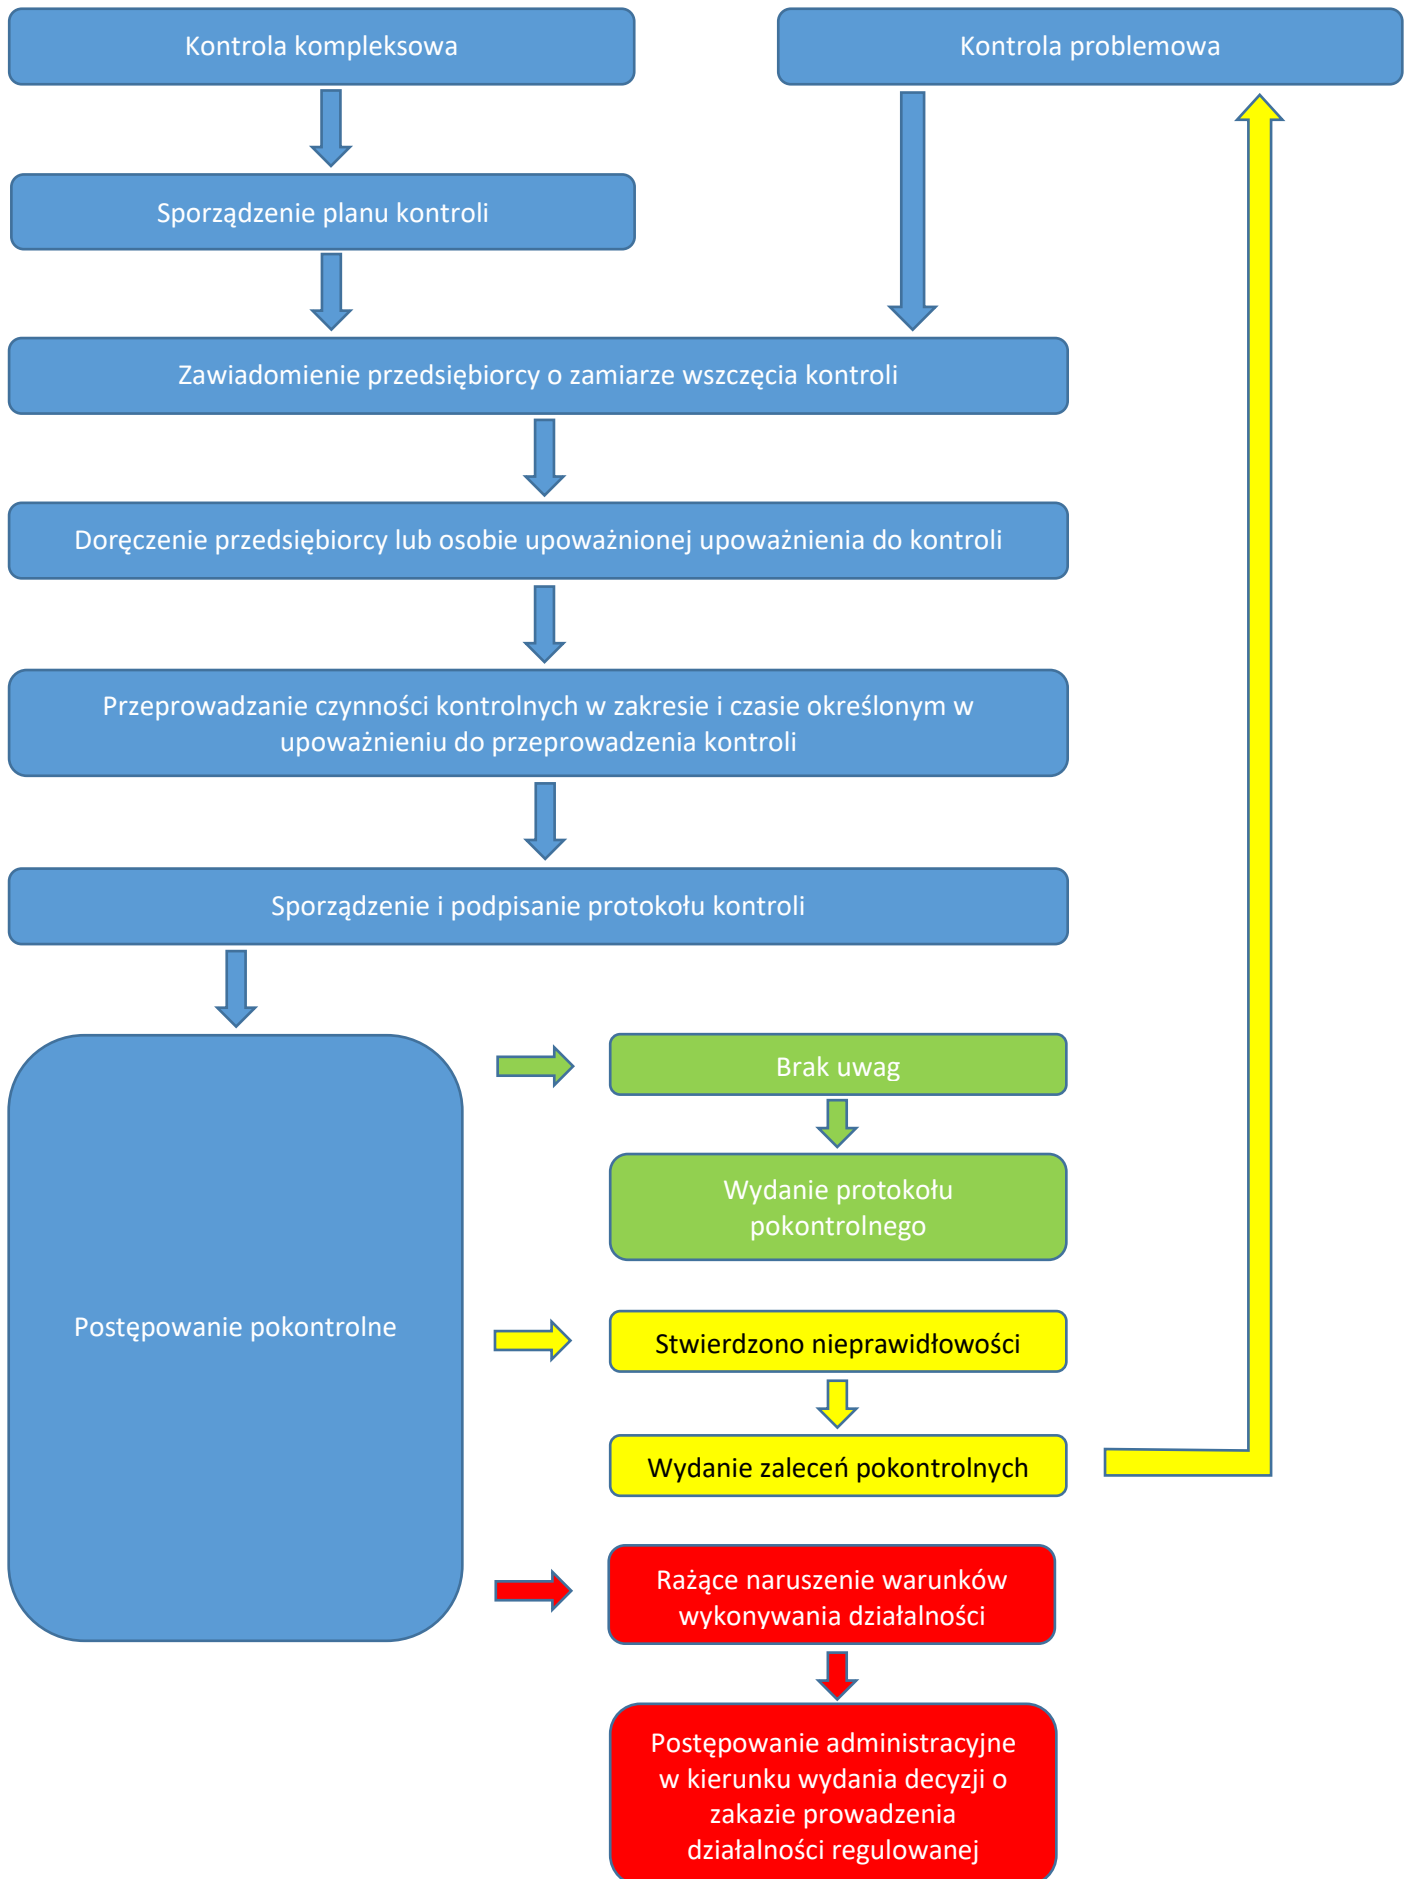 Kontrola kompleksowa
Kontrola problemowa
Sporządzenie planu kontroli
Zawiadomienie przedsiębiorcy o zamiarze wszczęcia kontroli
Doręczenie przedsiębiorcy lub osobie upoważnionej upoważnienia do kontroli
Przeprowadzanie czynności kontrolnych w zakresie i czasie określonym w
upoważnieniu do przeprowadzenia kontroli
Sporządzenie i podpisanie protokołu kontroli
Postępowanie pokontrolne
Brak uwag
Wydanie protokołu
pokontrolnego
Stwierdzono nieprawidłowości
Wydanie zaleceń pokontrolnych
Rażące naruszenie warunków
wykonywania działalności
Postępowanie administracyjne
w kierunku wydania decyzji o
zakazie prowadzenia
działalności regulowanej